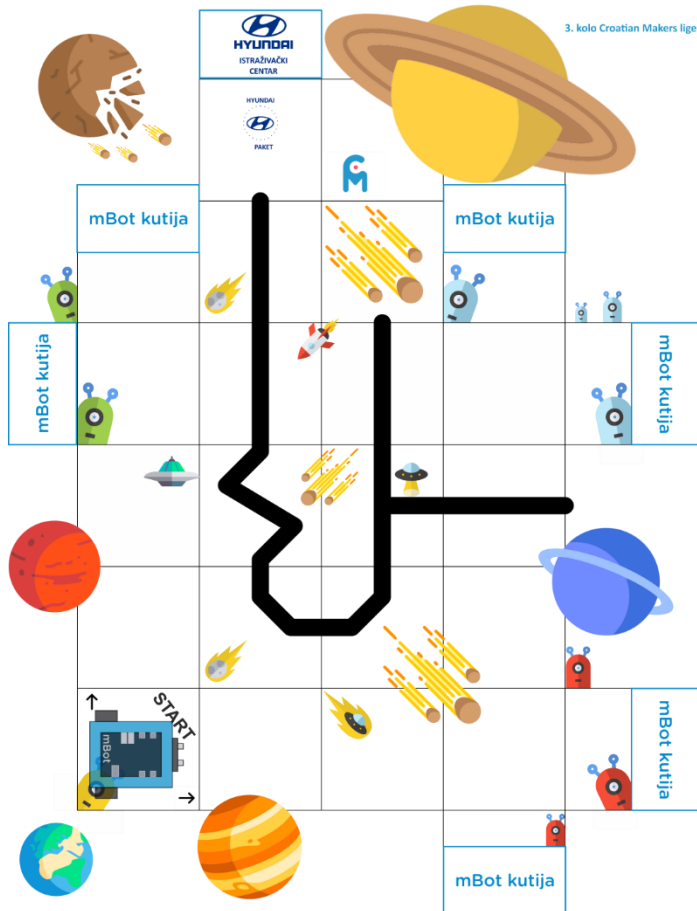 3. kolo Croatian Makers lige
HYUNDAI
ISTRAŽIVAČKI
CENTAR
HYUNDAI
PAKET
CM
mBot kutija
mBot kutija
mBot kutija
mBot kutija
START
mBot
mBot kutija
mBot kutija